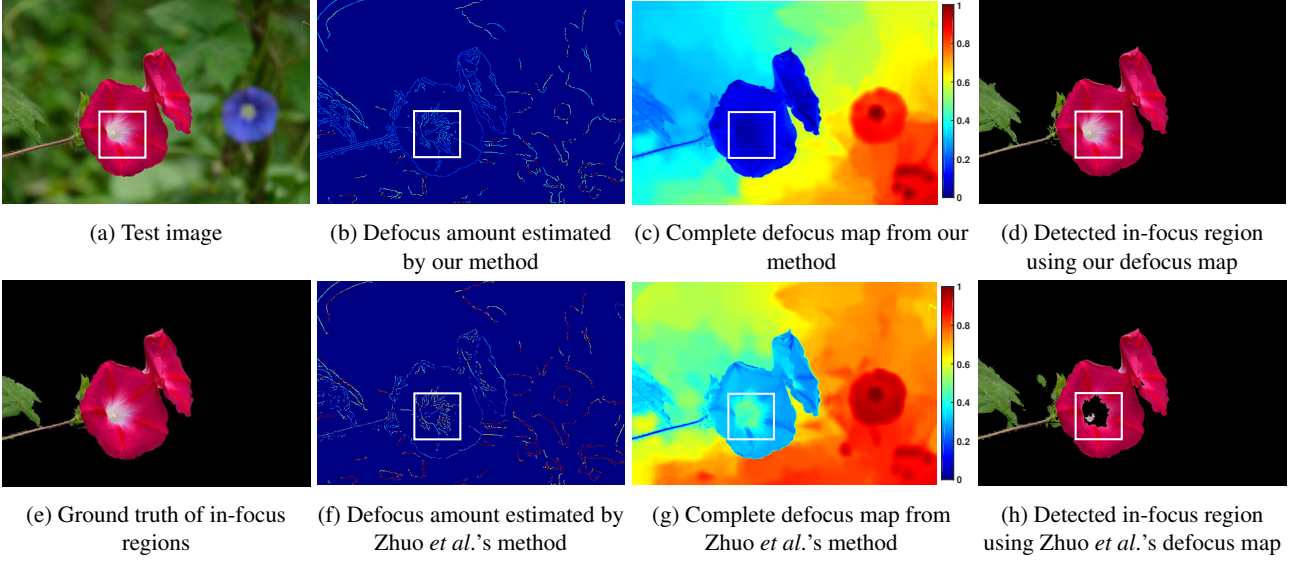 1
0.8
0.6
0.4
0.2
0
(a) Test image
(b) Defocus amount estimated
by our method
(c) Complete defocus map from our
method
(d) Detected in-focus region
using our defocus map
1
0.8
0.6
0.4
0.2
0
(e) Ground truth of in-focus
regions
(f) Defocus amount estimated by
Zhuo et al.'s method
(g) Complete defocus map from
Zhuo et al.'s method
(h) Detected in-focus region
using Zhuo et al.'s defocus map